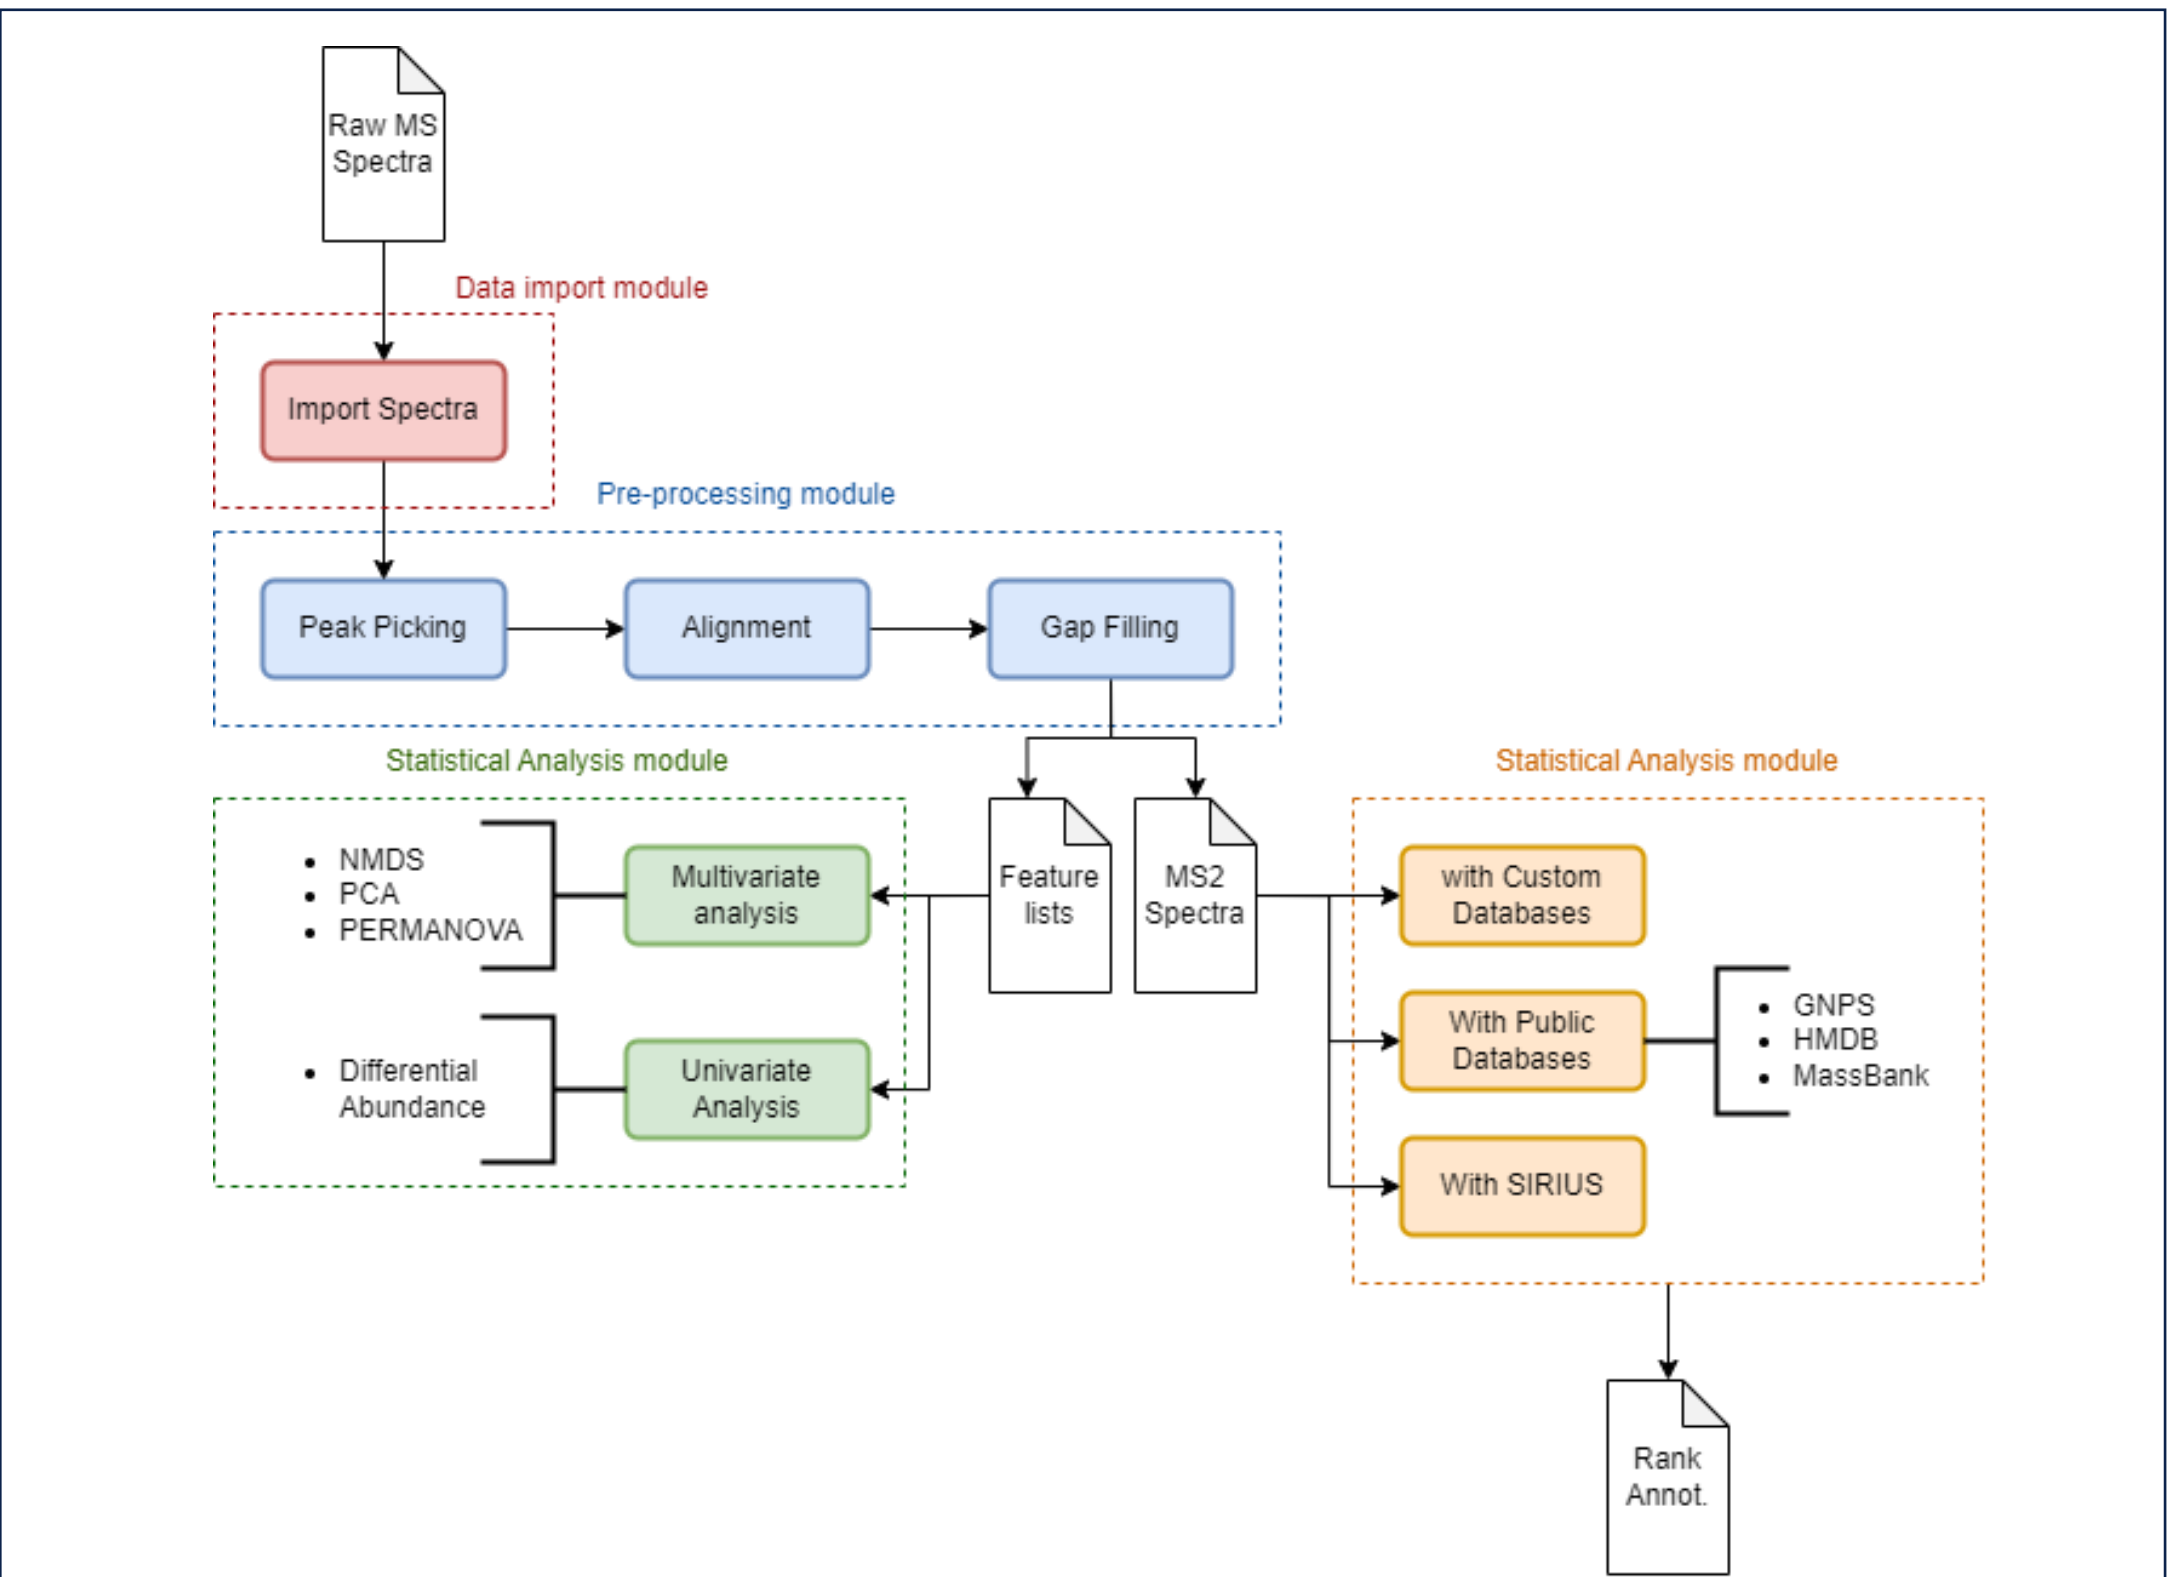 Raw MS
Spectra
Data import module
Import Spectra
Pre-processing module
Peak Picking
Alignment
Gap Filling
Statistical Analysis module
Statistical Analysis module
• NMDS
• PCA
• PERMANOVA
Multivariate
analysis
Feature
lists
MS2
Spectra
with Custom
Databases
With Public
Databases
• GNPS
• HMDB
• MassBank
• Differential
Abundance
Univariate
Analysis
With SIRIUS
Rank
Annot.